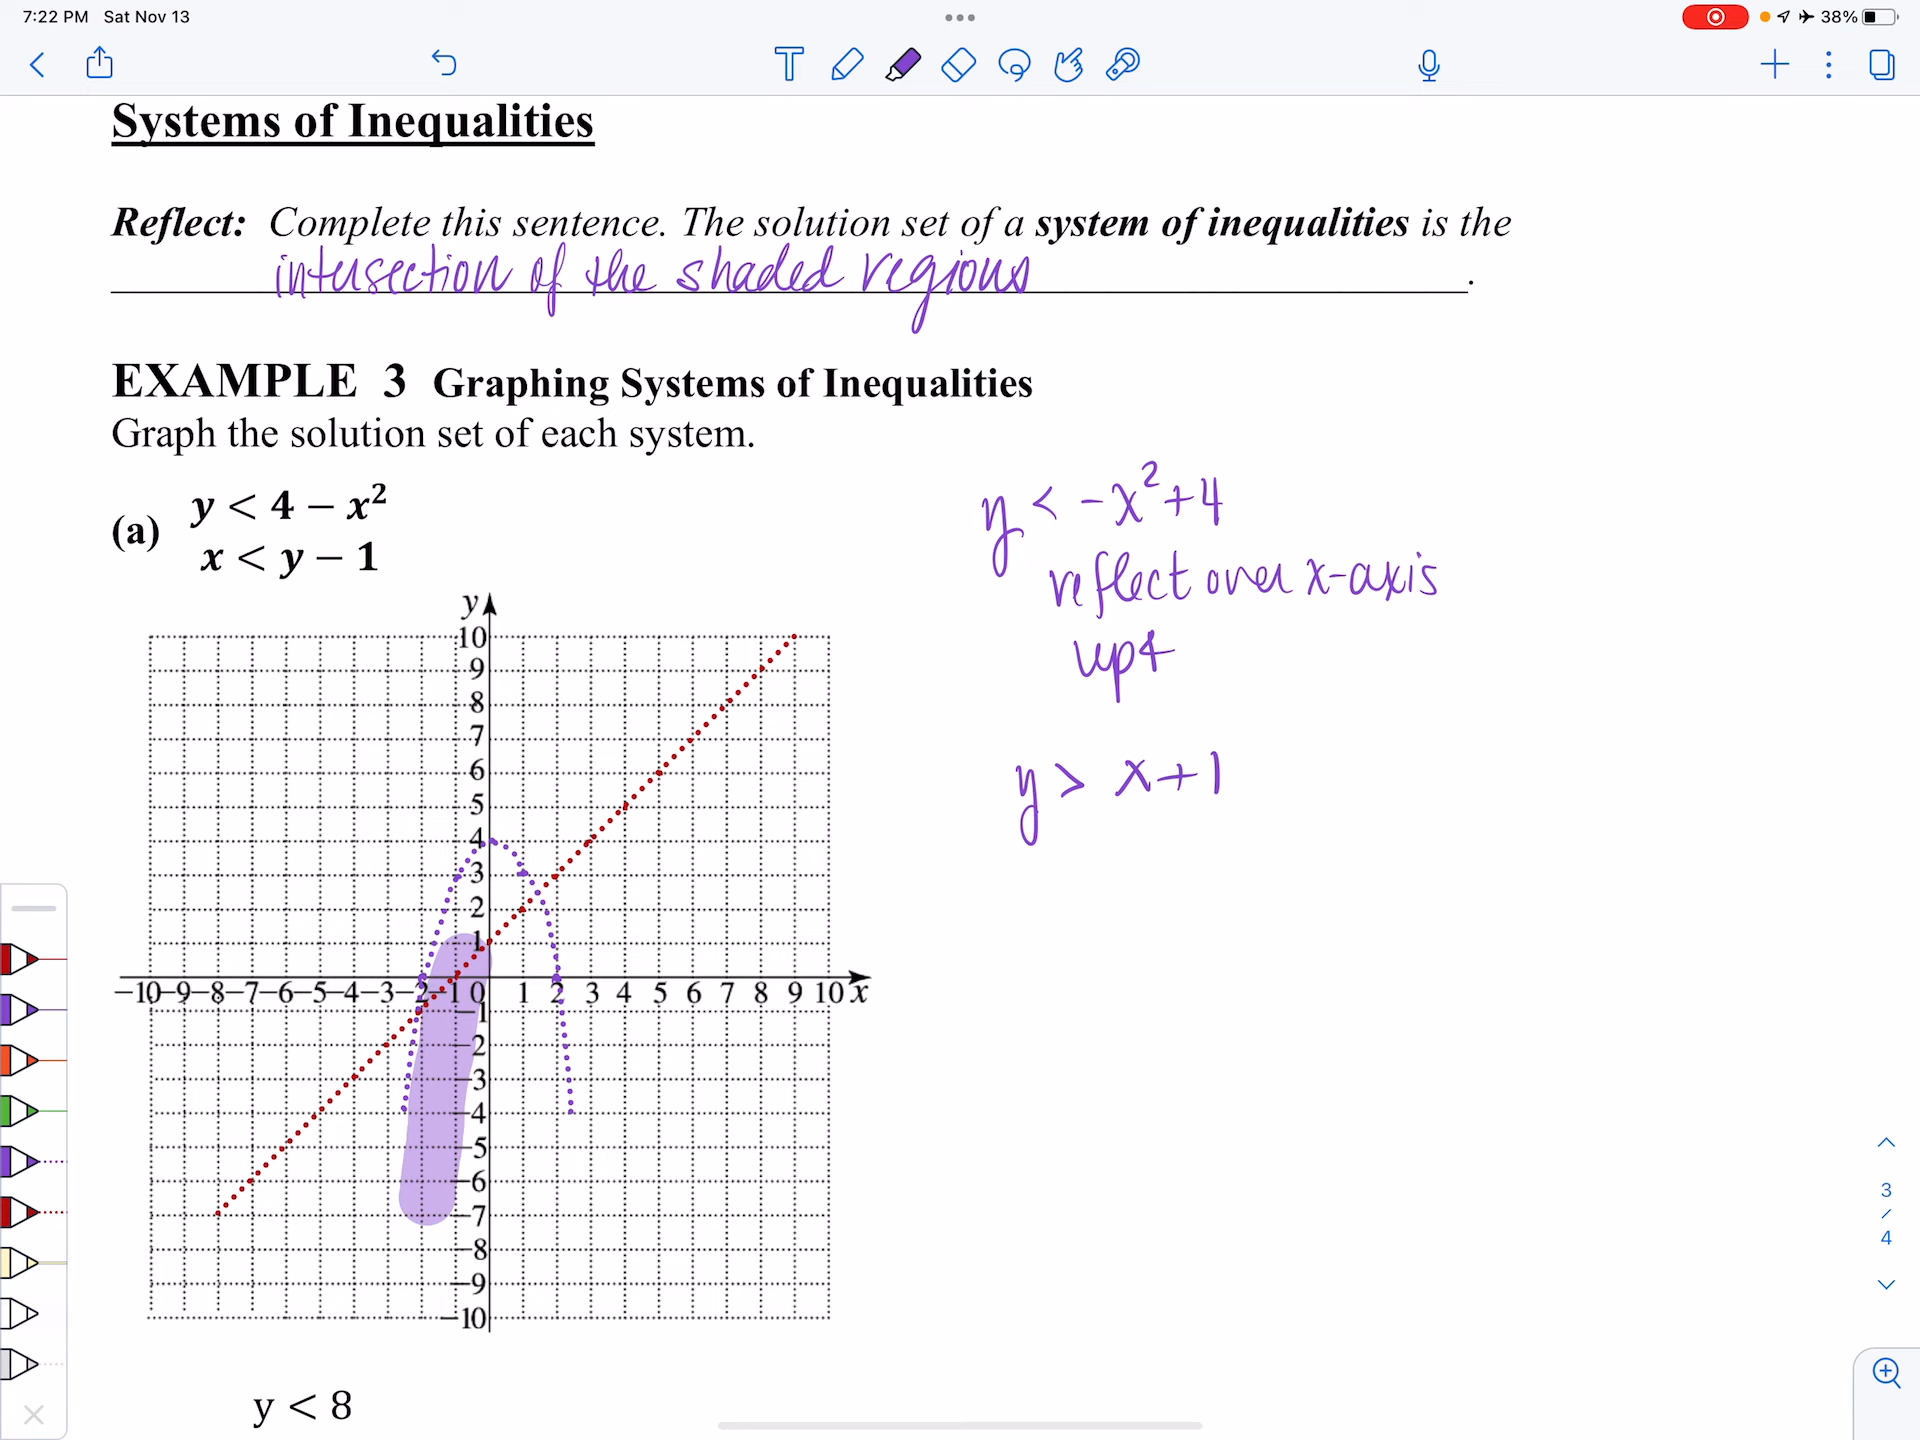 7:22 PM Sat Nov 13
38%
T
Systems of Inequalities
Reflect: Complete this sentence. The solution set of a system of inequalities is the
intersection of the shaded regions.
EXAMPLE 3 Graphing Systems of Inequalities
Graph the solution set of each system.
(a) y < 4 − x²
x < y − 1
y < -x² + 4
reflect over x-axis
up 4
y > x + 1
y
10
9
8
7
6
5
4
3
2
1
−10 −9 −8 −7 −6 −5 −4 −3 −2 −1 0 1 2 3 4 5 6 7 8 9 10 x
−1
−2
−3
−4
−5
−6
−7
−8
−9
−10
3
/
4
y < 8